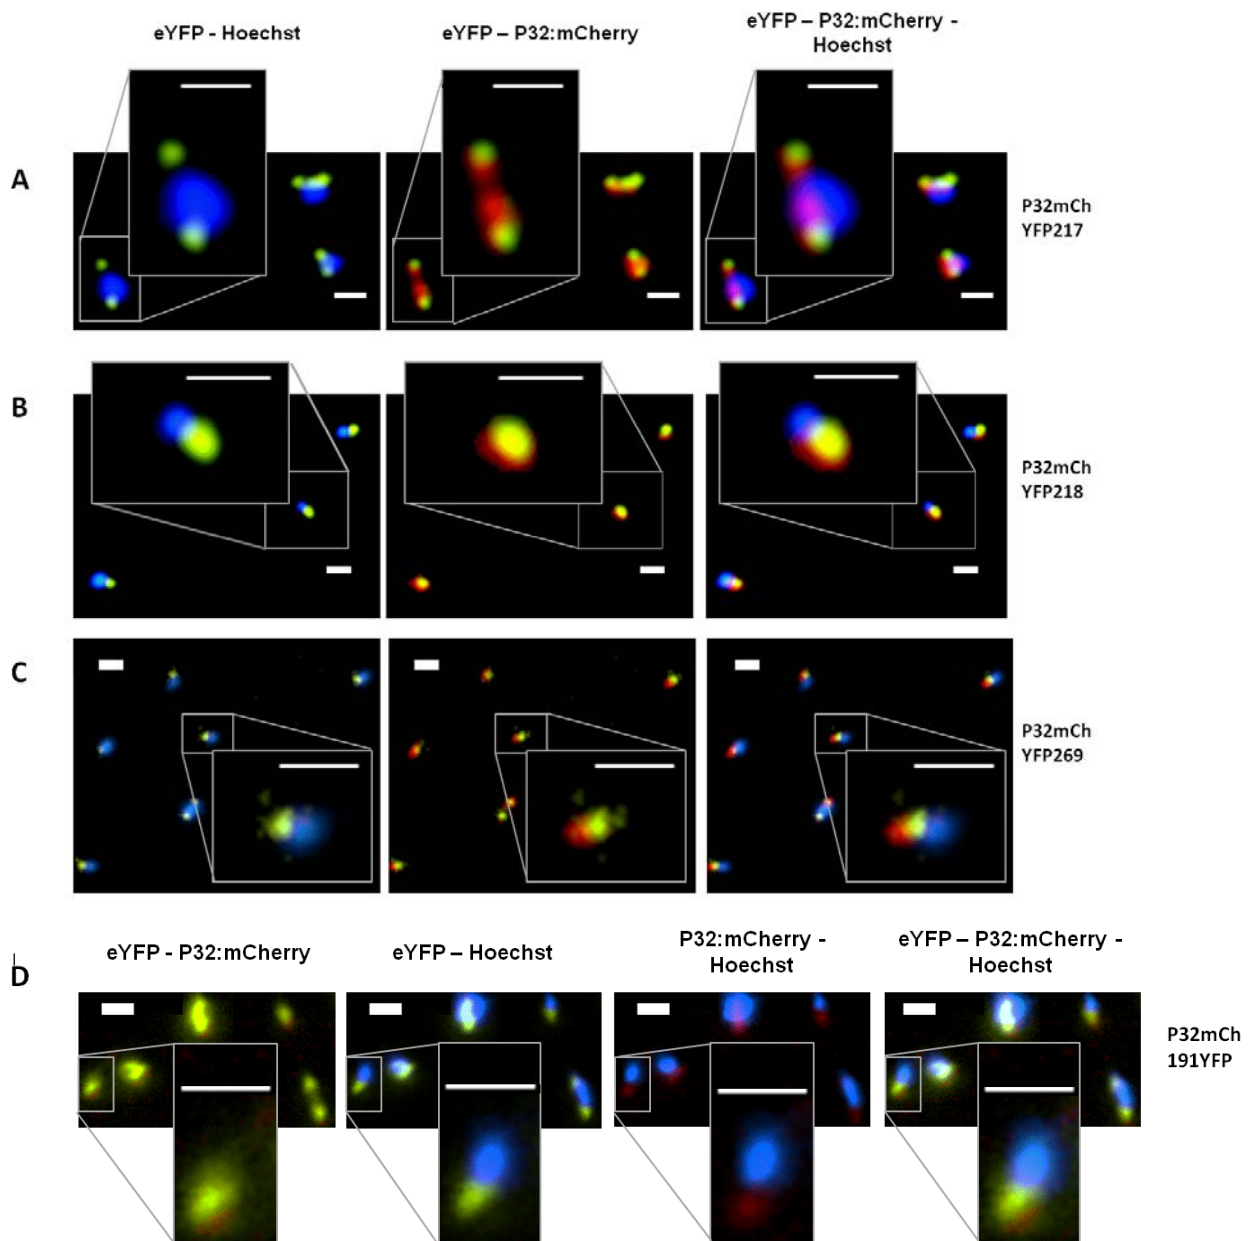 eYFP - Hoechst
eYFP – P32:mCherry
eYFP – P32:mCherry -
Hoechst
A
P32mCh
YFP217
B
P32mCh
YFP218
C
P32mCh
YFP269
D
eYFP - P32:mCherry
eYFP – Hoechst
P32:mCherry -
Hoechst
eYFP – P32:mCherry -
Hoechst
P32mCh
191YFP